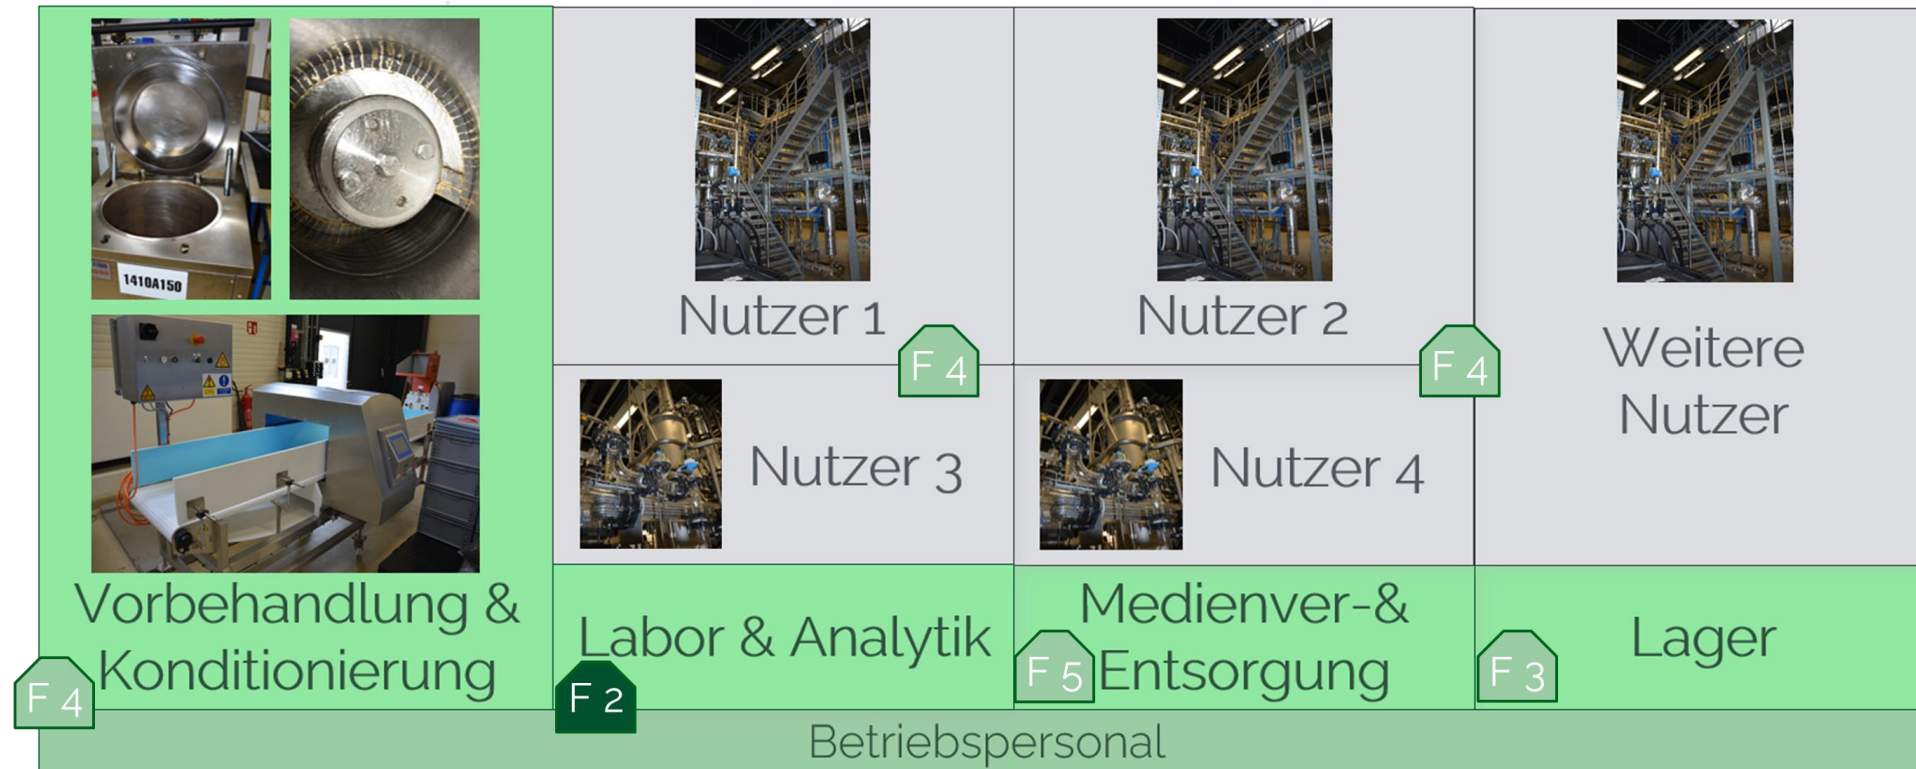 1410A150
Vorbehandlung &
Konditionierung
F 4
Nutzer 1
F 4
Nutzer 2
F 4
Weitere
Nutzer
Nutzer 3
Nutzer 4
Labor & Analytik
F 2
Medienver-&
Entsorgung
F 5
Lager
F 3
Betriebspersonal